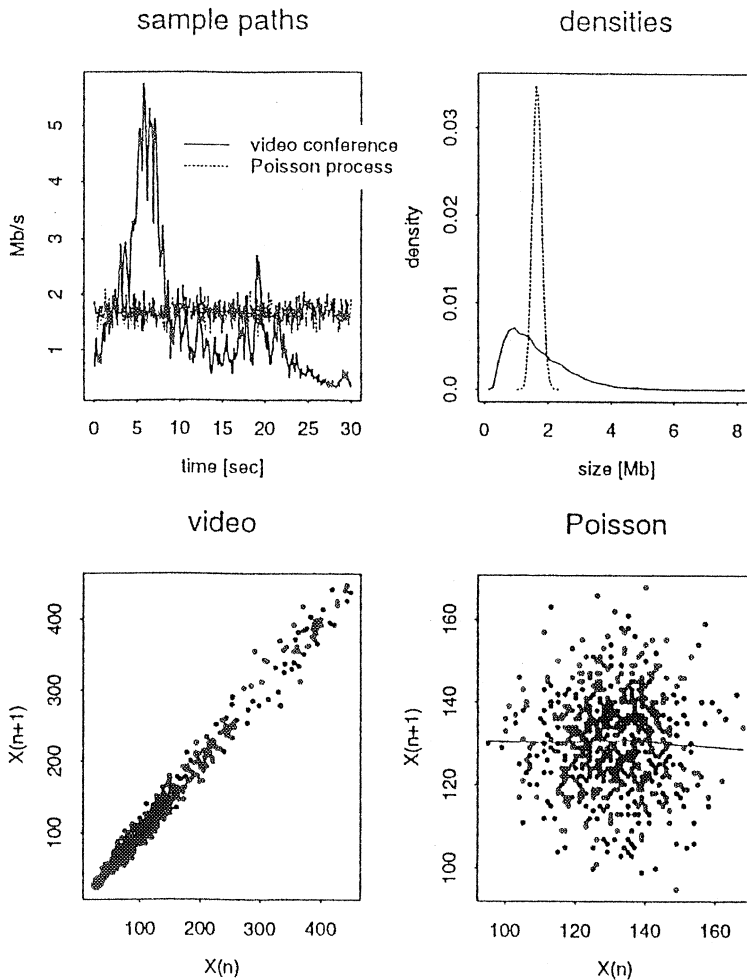 sample paths
densities
Mb/s
5
4
3
2
1
video conference
Poisson process
0 5 10 15 20 25 30
time [sec]
density
0.03
0.02
0.01
0.0
0 2 4 6 8
size [Mb]
video
Poisson
X(n+1)
400
300
200
100
100 200 300 400
X(n)
X(n+1)
160
140
120
100
100 120 140 160
X(n)